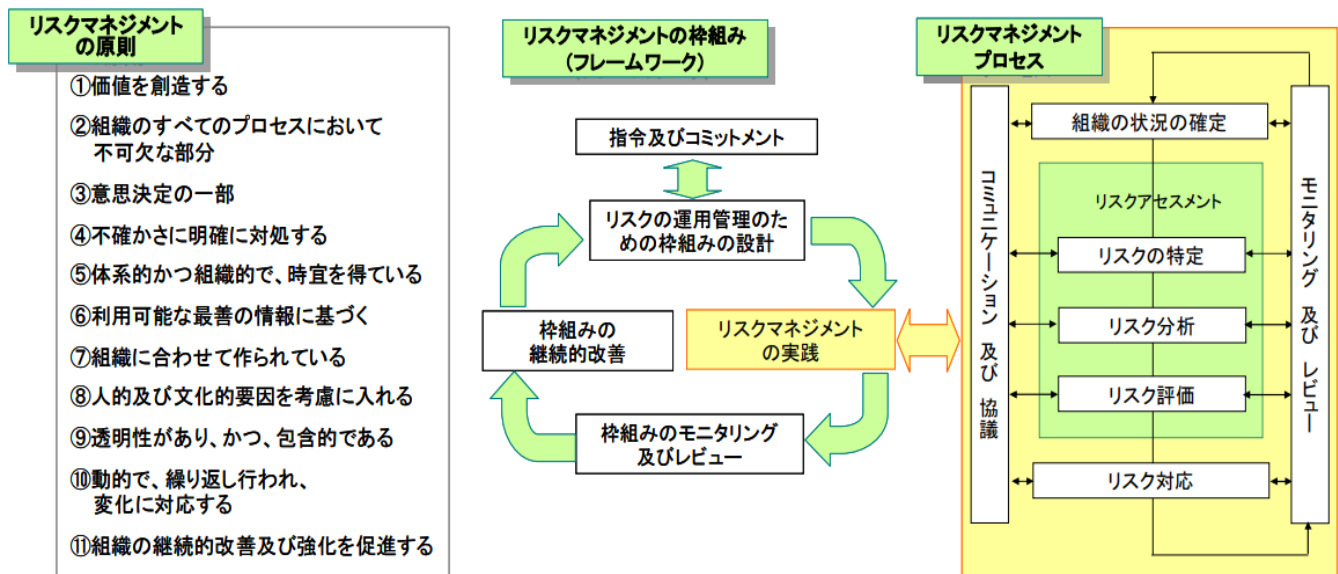 リスクマネジメント
の原則
①価値を創造する
②組織のすべてのプロセスにおいて
不可欠な部分
③意思決定の一部
④不確かさに明確に対処する
⑤体系的かつ組織的で、時宜を得ている
⑥利用可能な最善の情報に基づく
⑦組織に合わせて作られている
⑧人的及び文化的要因を考慮に入れる
⑨透明性があり、かつ、包含的である
⑩動的で、繰り返し行われ、
変化に対応する
⑪組織の継続的改善及び強化を促進する
リスクマネジメントの枠組み
(フレームワーク)
指令及びコミットメント
リスクの運用管理のた
めの枠組みの設計
枠組みの
継続的改善
リスクマネジメント
の実践
枠組みのモニタリング
及びレビュー
リスクマネジメント
プロセス
コミュニケーション 及び 協議
組織の状況の確定
リスクアセスメント
リスクの特定
リスク分析
リスク評価
リスク対応
モニタリング 及び レビュー